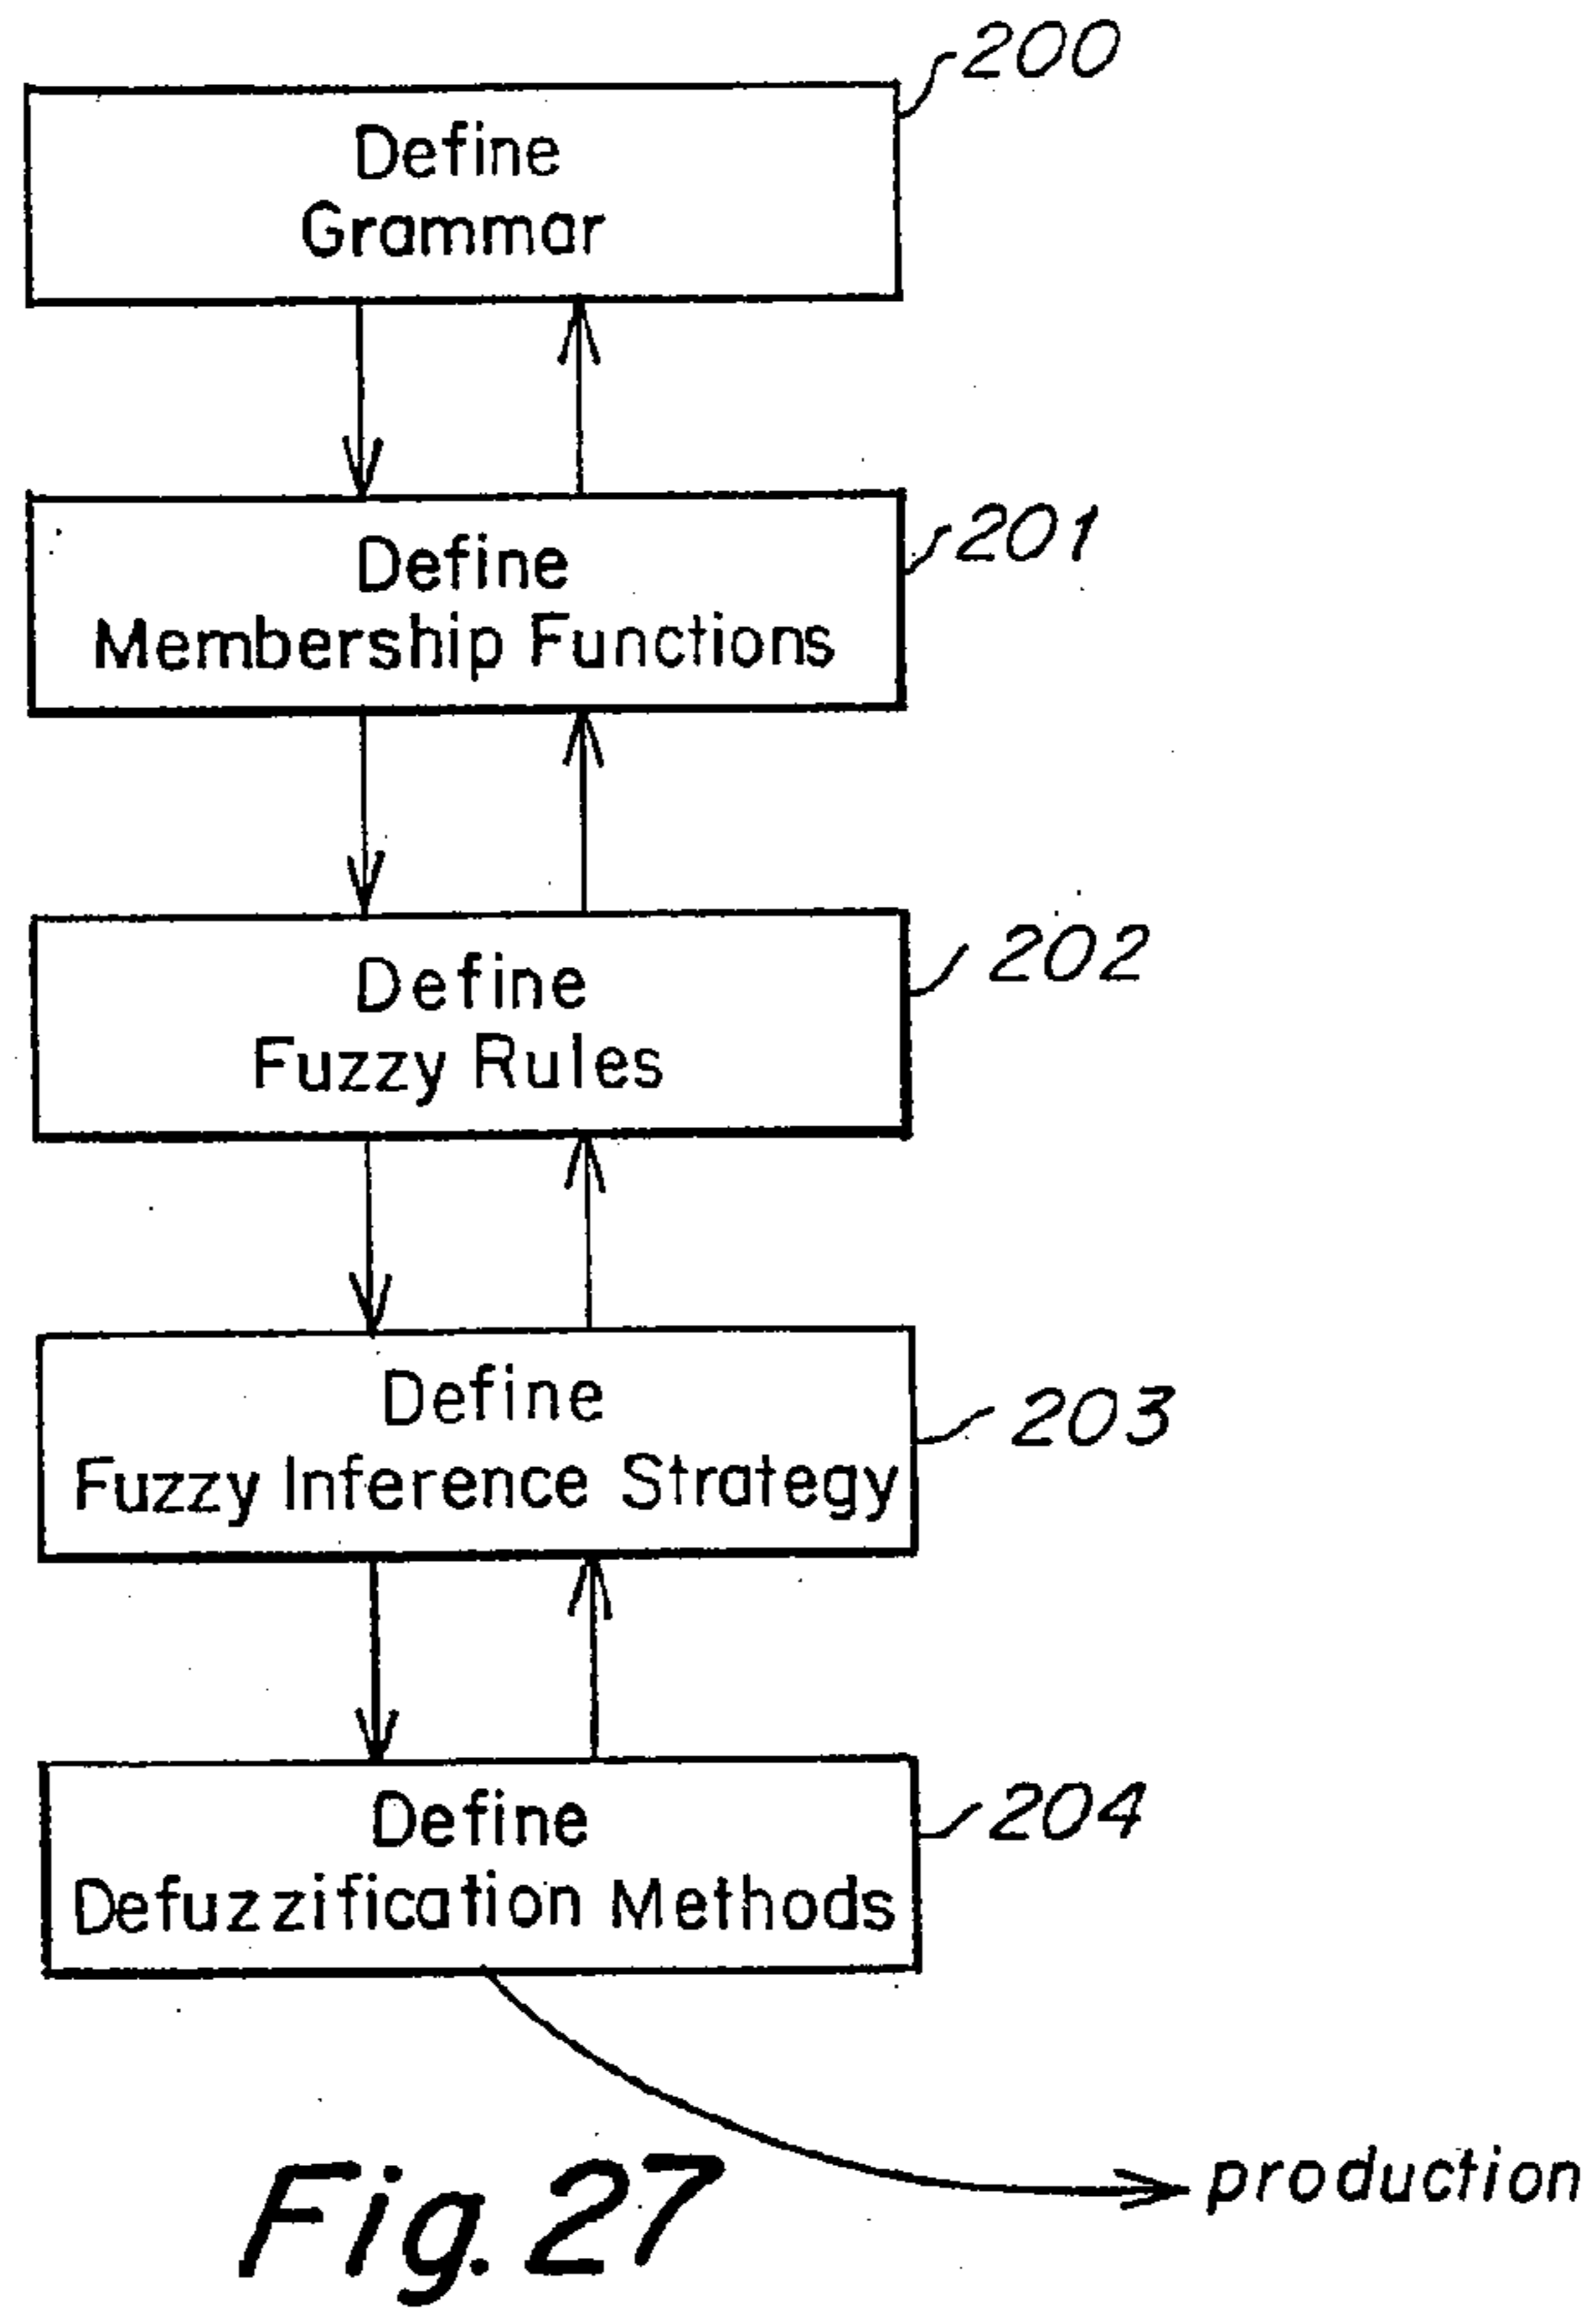 200
Define
Grammar
201
Define
Membership Functions
202
Define
Fuzzy Rules
203
Define
Fuzzy Inference Strategy
204
Define
Defuzzification Methods
production
Fig. 27